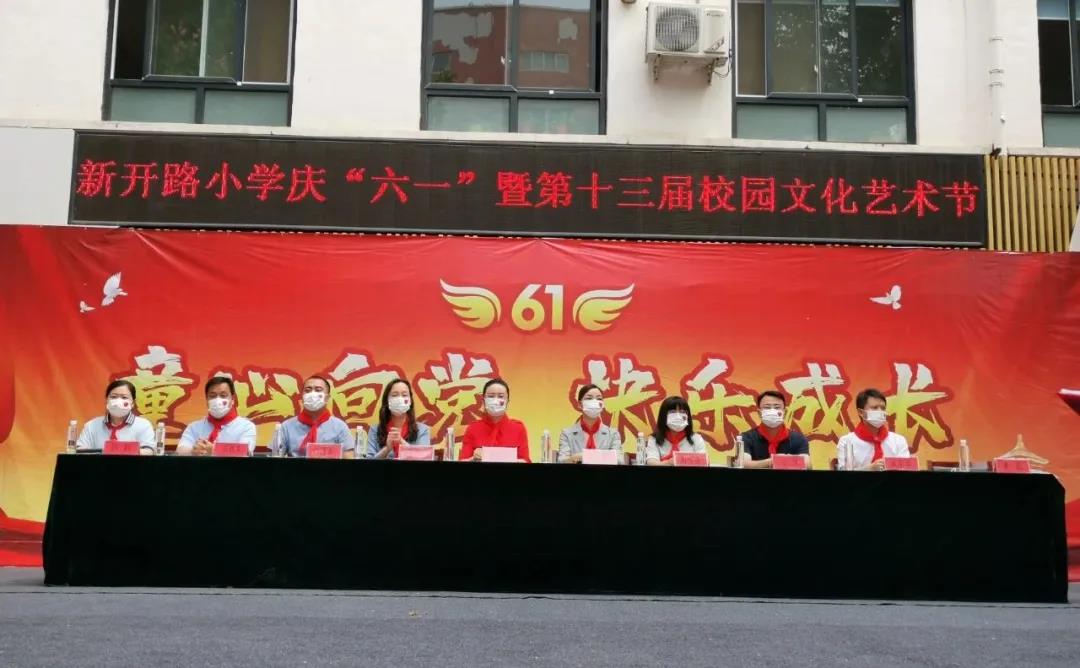 新开路小学庆“六一”暨第十三届校园文化艺术节
61
童心向党 快乐成长